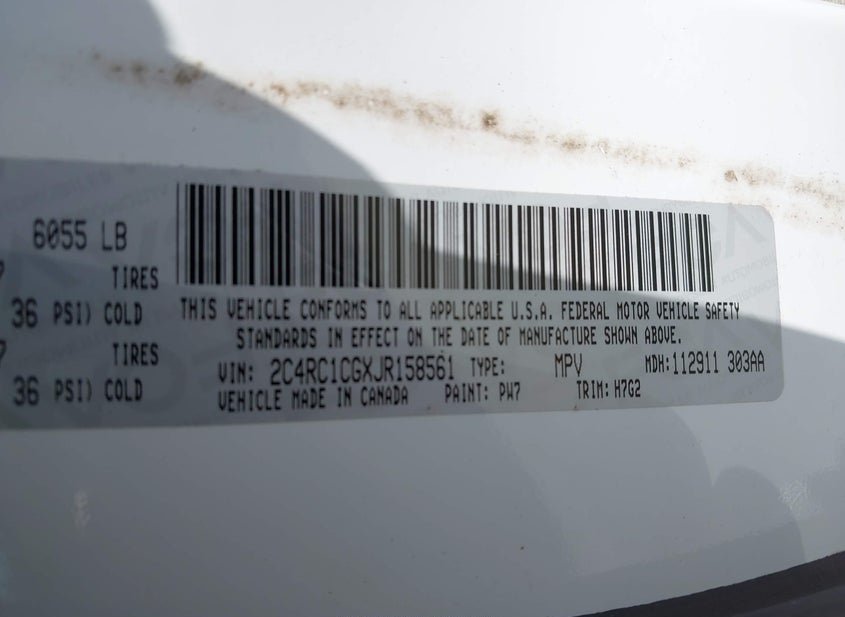 6055 LB
TIRES
36 PSI) COLD
TIRES
36 PSI) COLD
THIS VEHICLE CONFORMS TO ALL APPLICABLE U.S.A. FEDERAL MOTOR VEHICLE SAFETY
STANDARDS IN EFFECT ON THE DATE OF MANUFACTURE SHOWN ABOVE.
VIN: 2C4RC1CGXJR158561 TYPE: MPV MDH:112911 303AA
VEHICLE MADE IN CANADA PAINT: PW7 TRIM: H7G2